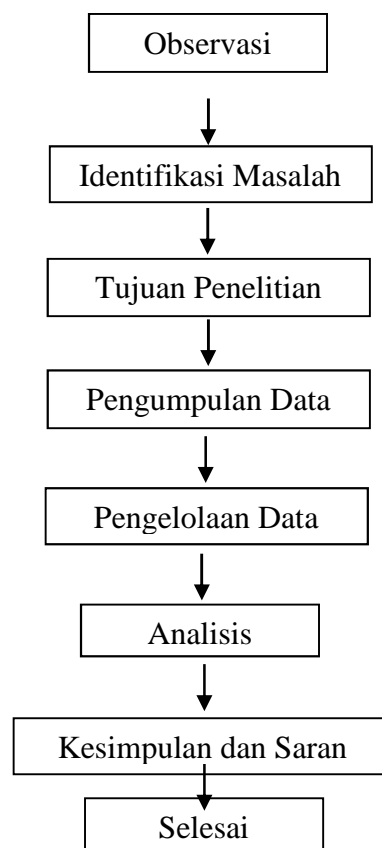 Observasi
Identifikasi Masalah
Tujuan Penelitian
Pengumpulan Data
Pengelolaan Data
Analisis
Kesimpulan dan Saran
Selesai